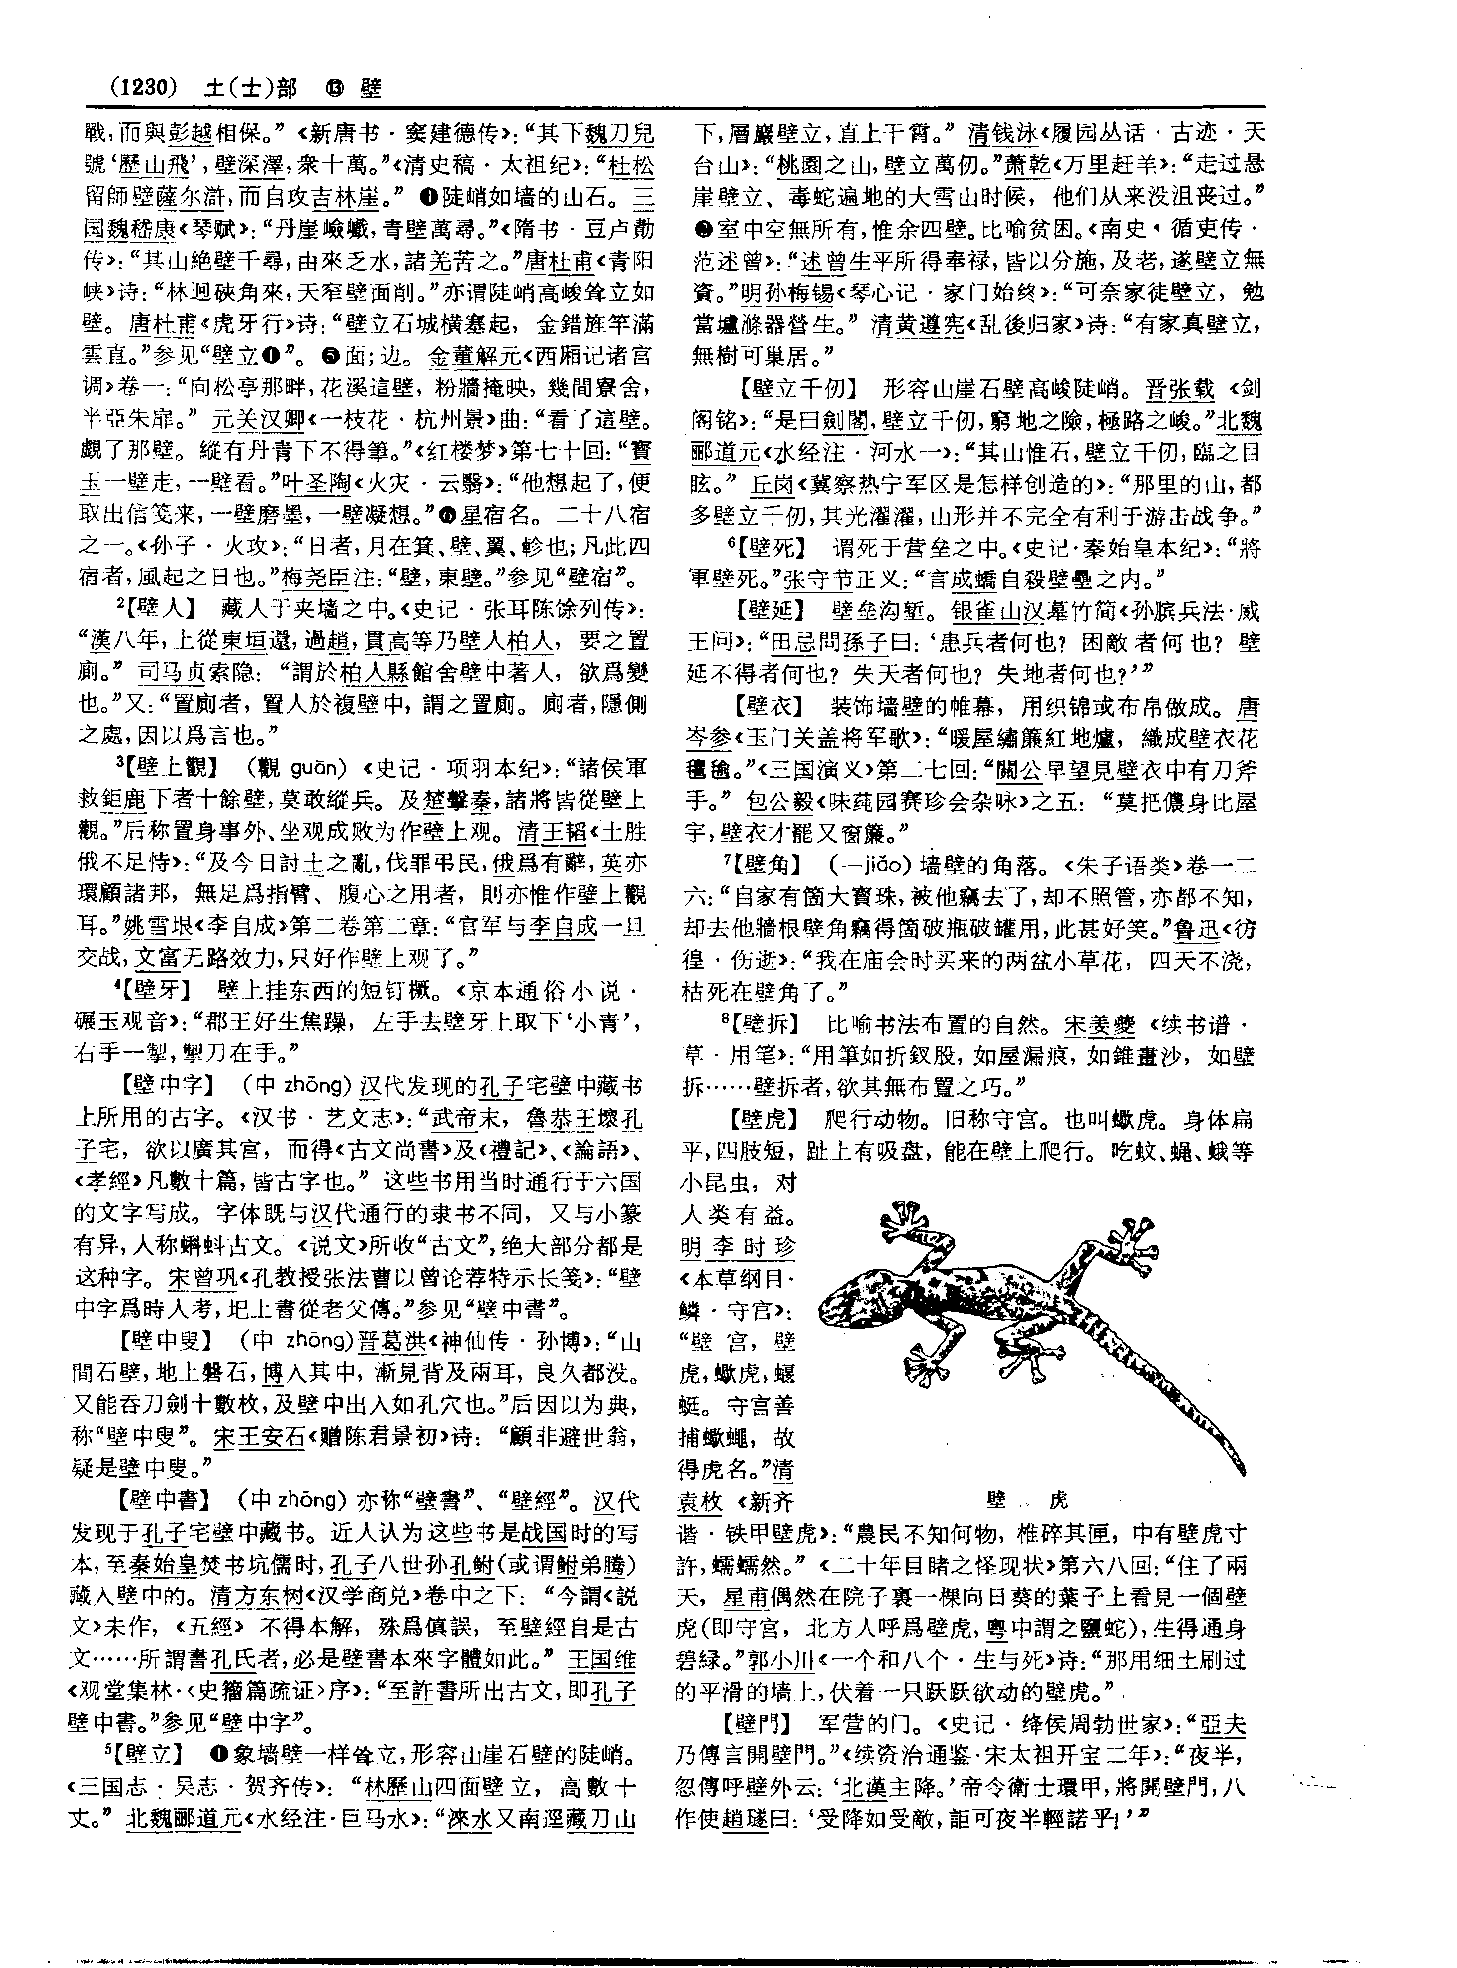 (1230) 土(士)部 ⓭ 壁
戰,而與彭越相保。”《新唐书·窦建德传》:“其下魏刀兒
號‘歷山飛’,壁深澤,衆十萬。”《清史稿·太祖纪》:“杜松
留師壁薩尔滸,而自攻吉林崖。” ❹陡峭如墙的山石。三
国魏嵇康《琴赋》:“丹崖嶮巇,青壁萬尋。”《隋书·豆卢勣
传》:“其山絶壁千尋,由來乏水,諸羌苦之。”唐杜甫《青阳
峡》诗:“林迥硤角來,天窄壁面削。”亦谓陡峭高峻耸立如
壁。唐杜甫《虎牙行》诗:“壁立石城橫塞起,金錯旌竿滿
雲直。”参见“壁立❶”。❺面;边。金董解元《西厢记诸宫
调》卷一:“向松亭那畔,花溪這壁,粉牆掩映,幾間寮舍,
半亞朱扉。” 元关汉卿《一枝花·杭州景》曲:“看了這壁。
覷了那壁。縱有丹青下不得筆。”《红楼梦》第七十回:“寶
玉一壁走,一壁看。”叶圣陶《火灾·云翳》:“他想起了,便
取出信笺来,一壁磨墨,一壁凝想。”❻星宿名。二十八宿
之一。《孙子·火攻》:“日者,月在箕、壁、翼、軫也;凡此四
宿者,風起之日也。”梅尧臣注:“壁,東壁。”参见“壁宿”。
²【壁人】 藏人于夹墙之中。《史记·张耳陈馀列传》:
“漢八年,上從東垣還,過趙,貫高等乃壁人柏人,要之置
廁。” 司马贞索隐:“謂於柏人縣館舍壁中著人,欲爲變
也。”又:“置廁者,置人於複壁中,謂之置廁。廁者,隱側
之處,因以爲言也。”
³【壁上觀】 (觀 guān)《史记·项羽本纪》:“諸侯軍
救鉅鹿下者十餘壁,莫敢縱兵。及楚擊秦,諸將皆從壁上
觀。”后称置身事外、坐观成败为作壁上观。清王韬《土胜
俄不足恃》:“及今日討土之亂,伐罪弔民,俄爲有辭,英亦
環顧諸邦,無足爲指臂、腹心之用者,則亦惟作壁上觀
耳。”姚雪垠《李自成》第二卷第二章:“官军与李自成一旦
交战,文富无路效力,只好作壁上观了。”
⁴【壁牙】 壁上挂东西的短钉橛。《京本通俗小说·
碾玉观音》:“郡王好生焦躁,左手去壁牙上取下‘小青’,
右手一掣,掣刀在手。”
【壁中字】 (中 zhōng) 汉代发现的孔子宅壁中藏书
上所用的古字。《汉书·艺文志》:“武帝末,魯恭王壞孔
子宅,欲以廣其宫,而得《古文尚書》及《禮記》、《論語》、
《孝經》凡數十篇,皆古字也。” 这些书用当时通行于六国
的文字写成。字体既与汉代通行的隶书不同,又与小篆
有异,人称蝌蚪古文。《说文》所收“古文”,绝大部分都是
这种字。宋曾巩《孔教授张法曹以曾论荐特示长笺》:“壁
中字爲時人考,圯上書從老父傳。”参见“壁中書”。
【壁中叟】 (中 zhōng)晋葛洪《神仙传·孙博》:“山
間石壁,地上磐石,博入其中,漸見背及兩耳,良久都没。
又能吞刀劍十數枚,及壁中出入如孔穴也。”后因以为典,
称“壁中叟”。宋王安石《赠陈君景初》诗:“顧非避世翁,
疑是壁中叟。”
【壁中書】 (中 zhōng) 亦称“壁書”、“壁經”。汉代
发现于孔子宅壁中藏书。近人认为这些书是战国时的写
本,至秦始皇焚书坑儒时,孔子八世孙孔鲋(或谓鲋弟腾)
藏入壁中的。清方东树《汉学商兑》卷中之下:“今謂《説
文》未作,《五經》不得本解,殊爲傎誤,至壁經自是古
文……所謂書孔氏者,必是壁書本來字體如此。” 王国维
《观堂集林·〈史籀篇疏证〉序》:“至許書所出古文,即孔子
壁中書。”参见“壁中字”。
⁵【壁立】 ❶象墙壁一样耸立,形容山崖石壁的陡峭。
《三国志·吴志·贺齐传》:“林歷山四面壁立,高數十
丈。” 北魏郦道元《水经注·巨马水》:“淶水又南逕藏刀山
下,層巖壁立,直上干霄。” 清钱泳《履园丛话·古迹·天
台山》:“桃園之山,壁立萬仞。”萧乾《万里赶羊》:“走过悬
崖壁立、毒蛇遍地的大雪山时候,他们从来没沮丧过。”
❷室中空無所有,惟余四壁。比喻贫困。《南史·循吏传·
范述曾》:“述曾生平所得奉禄,皆以分施,及老,遂壁立無
資。”明孙梅锡《琴心记·家门始终》:“可奈家徒壁立,勉
當壚滌器營生。” 清黄遵宪《乱後归家》诗:“有家真壁立,
無樹可巢居。”
【壁立千仞】 形容山崖石壁高峻陡峭。晋张载《剑
阁铭》:“是曰劍閣,壁立千仞,窮地之險,極路之峻。”北魏
郦道元《水经注·河水一》:“其山惟石,壁立千仞,臨之目
眩。” 丘岗《冀察热宁军区是怎样创造的》:“那里的山,都
多壁立千仞,其光濯濯,山形并不完全有利于游击战争。”
⁶【壁死】 谓死于营垒之中。《史记·秦始皇本纪》:“將
軍壁死。”张守节正义:“言成蟜自殺壁壘之内。”
【壁延】 壁垒沟堑。银雀山汉墓竹简《孙膑兵法·威
王问》:“田忌問孫子曰:‘患兵者何也?困敵者何也?壁
延不得者何也?失天者何也?失地者何也?’”
【壁衣】 装饰墙壁的帷幕,用织锦或布帛做成。唐
岑参《玉门关盖将军歌》:“暖屋繡簾紅地爐,織成壁衣花
氍毹。”《三国演义》第二七回:“關公早望見壁衣中有刀斧
手。” 包公毅《味莼园赛珍会杂咏》之五:“莫把儂身比屋
宇,壁衣才罷又窗簾。”
⁷【壁角】 (—jiǎo) 墙壁的角落。《朱子语类》卷一二
六:“自家有箇大寶珠,被他竊去了,却不照管,亦都不知,
却去他牆根壁角竊得箇破瓶破罐用,此甚好笑。”鲁迅《彷
徨·伤逝》:“我在庙会时买来的两盆小草花,四天不浇,
枯死在壁角了。”
⁸【壁拆】 比喻书法布置的自然。宋姜夔《续书谱·
草·用笔》:“用筆如折釵股,如屋漏痕,如錐畫沙,如壁
拆……壁拆者,欲其無布置之巧。”
【壁虎】 爬行动物。旧称守宫。也叫蝎虎。身体扁
平,四肢短,趾上有吸盘,能在壁上爬行。吃蚊、蝇、蛾等
小昆虫,对
人类有益。
明李时珍
《本草纲目·
鳞·守宫》:
“壁宫,壁
虎,蝎虎,蝘
蜓。守宫善
捕蠍蠅,故
得虎名。”清
袁枚《新齐
谐·铁甲壁虎》:“農民不知何物,椎碎其匣,中有壁虎寸
許,蠕蠕然。”《二十年目睹之怪现状》第六八回:“住了兩
天,星甫偶然在院子裏一棵向日葵的葉子上看見一個壁
虎(即守宫,北方人呼爲壁虎,粤中謂之鹽蛇),生得通身
碧緑。”郭小川《一个和八个·生与死》诗:“那用细土刷过
的平滑的墙上,伏着一只跃跃欲动的壁虎。”
【壁門】 军营的门。《史记·绛侯周勃世家》:“亞夫
乃傳言開壁門。”《续资治通鉴·宋太祖开宝二年》:“夜半,
忽傳呼壁外云:‘北漢主降。’帝令衛士環甲,將開壁門,八
作使趙璲曰:‘受降如受敵,詎可夜半輕諾乎!’”
壁虎